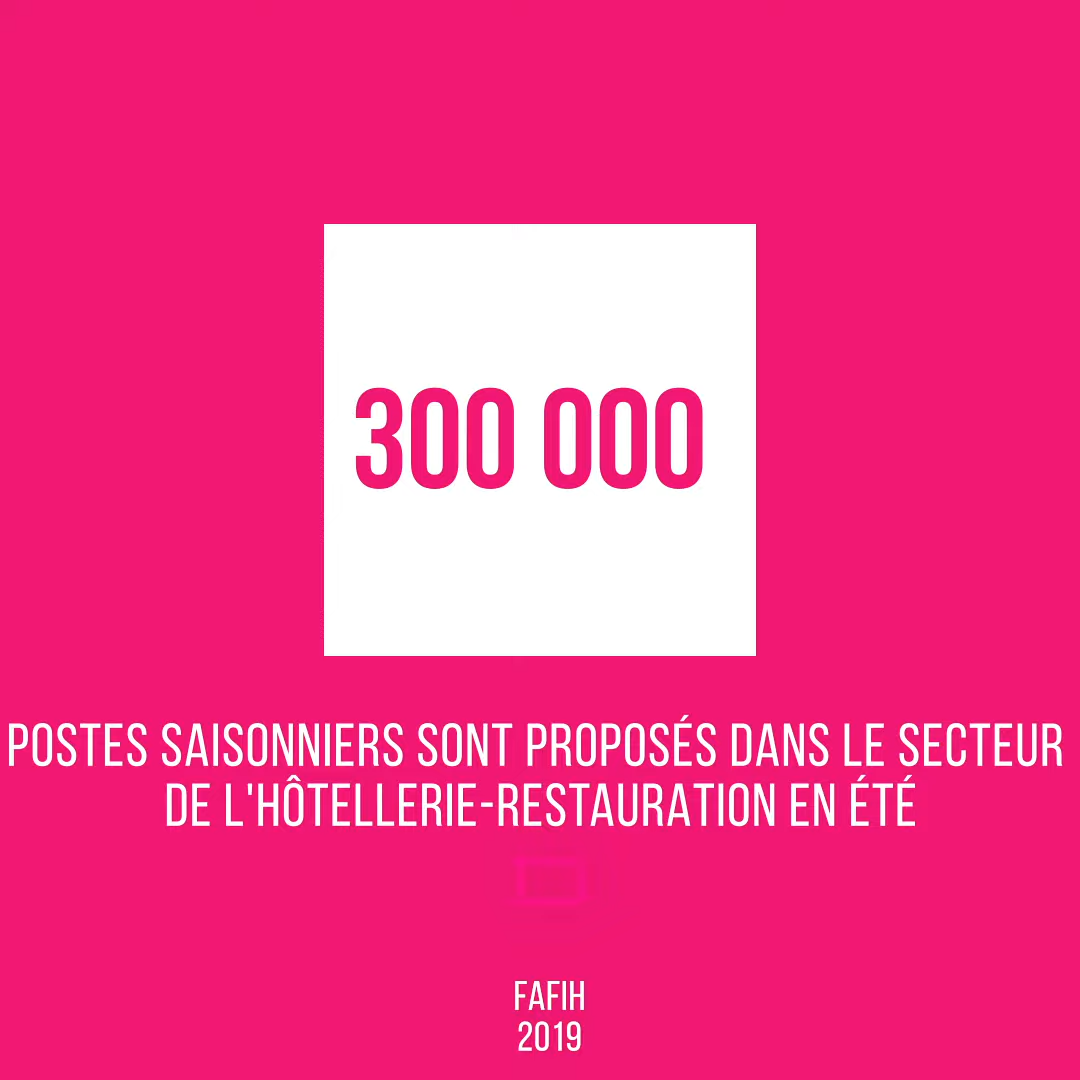 300 000
POSTES SAISONNIERS SONT PROPOSÉS DANS LE SECTEUR
DE L'HÔTELLERIE-RESTAURATION EN ÉTÉ
FAFIH
2019